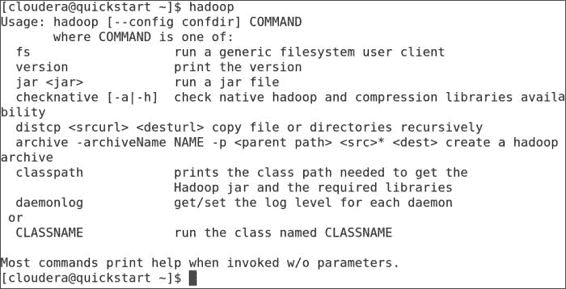 [cloudera@quickstart ~]$ hadoop
Usage: hadoop [--config confdir] COMMAND
       where COMMAND is one of:
  fs                   run a generic filesystem user client
  version              print the version
  jar <jar>            run a jar file
  checknative [-a|-h]  check native hadoop and compression libraries availa
bility
  distcp <srcurl> <desturl> copy file or directories recursively
  archive -archiveName NAME -p <parent path> <src>* <dest> create a hadoop
archive
  classpath            prints the class path needed to get the
                       Hadoop jar and the required libraries
  daemonlog            get/set the log level for each daemon
 or
  CLASSNAME            run the class named CLASSNAME

Most commands print help when invoked w/o parameters.
[cloudera@quickstart ~]$